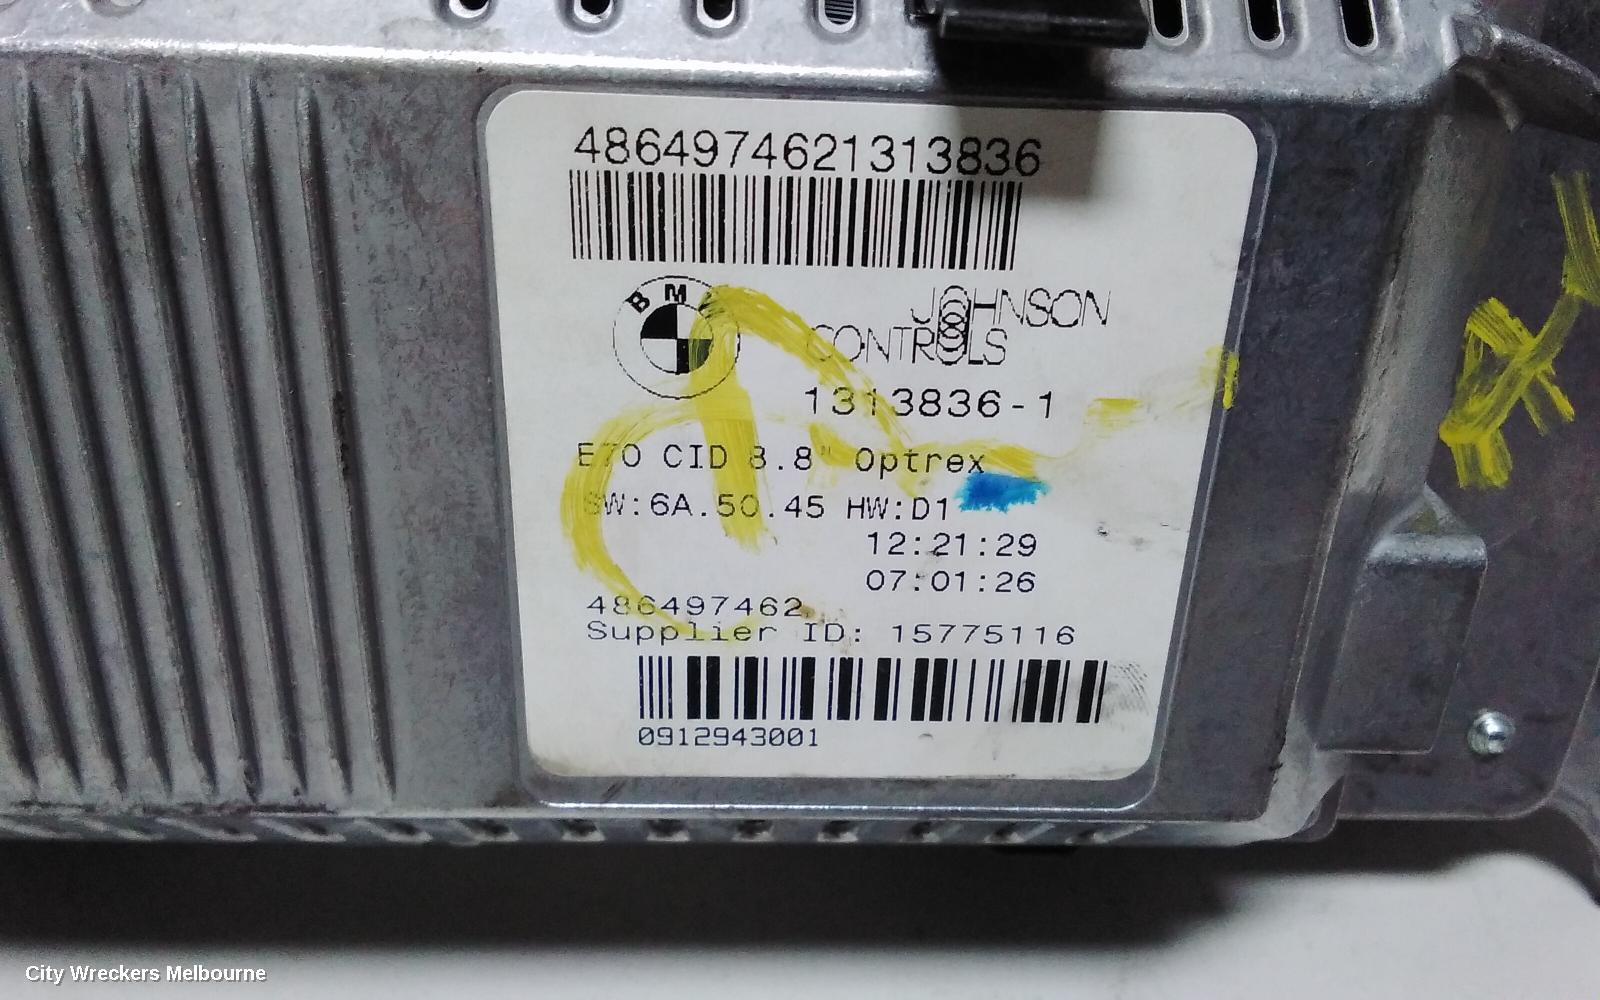 4864974621313836
BM
JOHNSON
CONTROLS
1313836-1
E70 CID 8.8" Optrex
SW:6A.50.45 HW:D1
12:21:29
07:01:26
486497462
Supplier ID: 15775116
0912943001
City Wreckers Melbourne